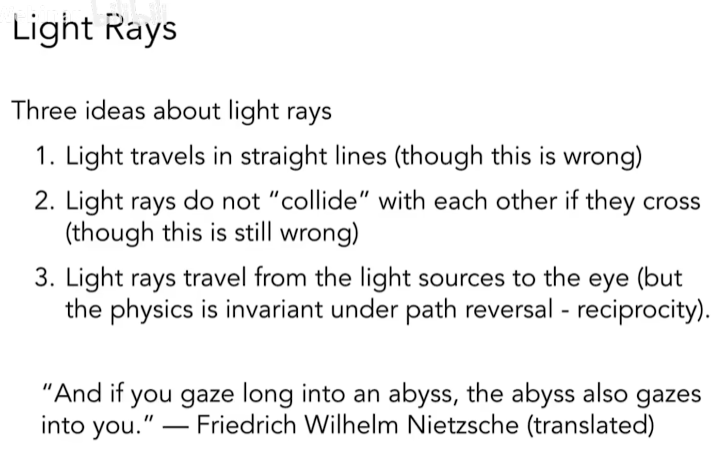 Light Rays
Three ideas about light rays
1. Light travels in straight lines (though this is wrong)
2. Light rays do not “collide” with each other if they cross
(though this is still wrong)
3. Light rays travel from the light sources to the eye (but
the physics is invariant under path reversal - reciprocity).
“And if you gaze long into an abyss, the abyss also gazes
into you.” — Friedrich Wilhelm Nietzsche (translated)